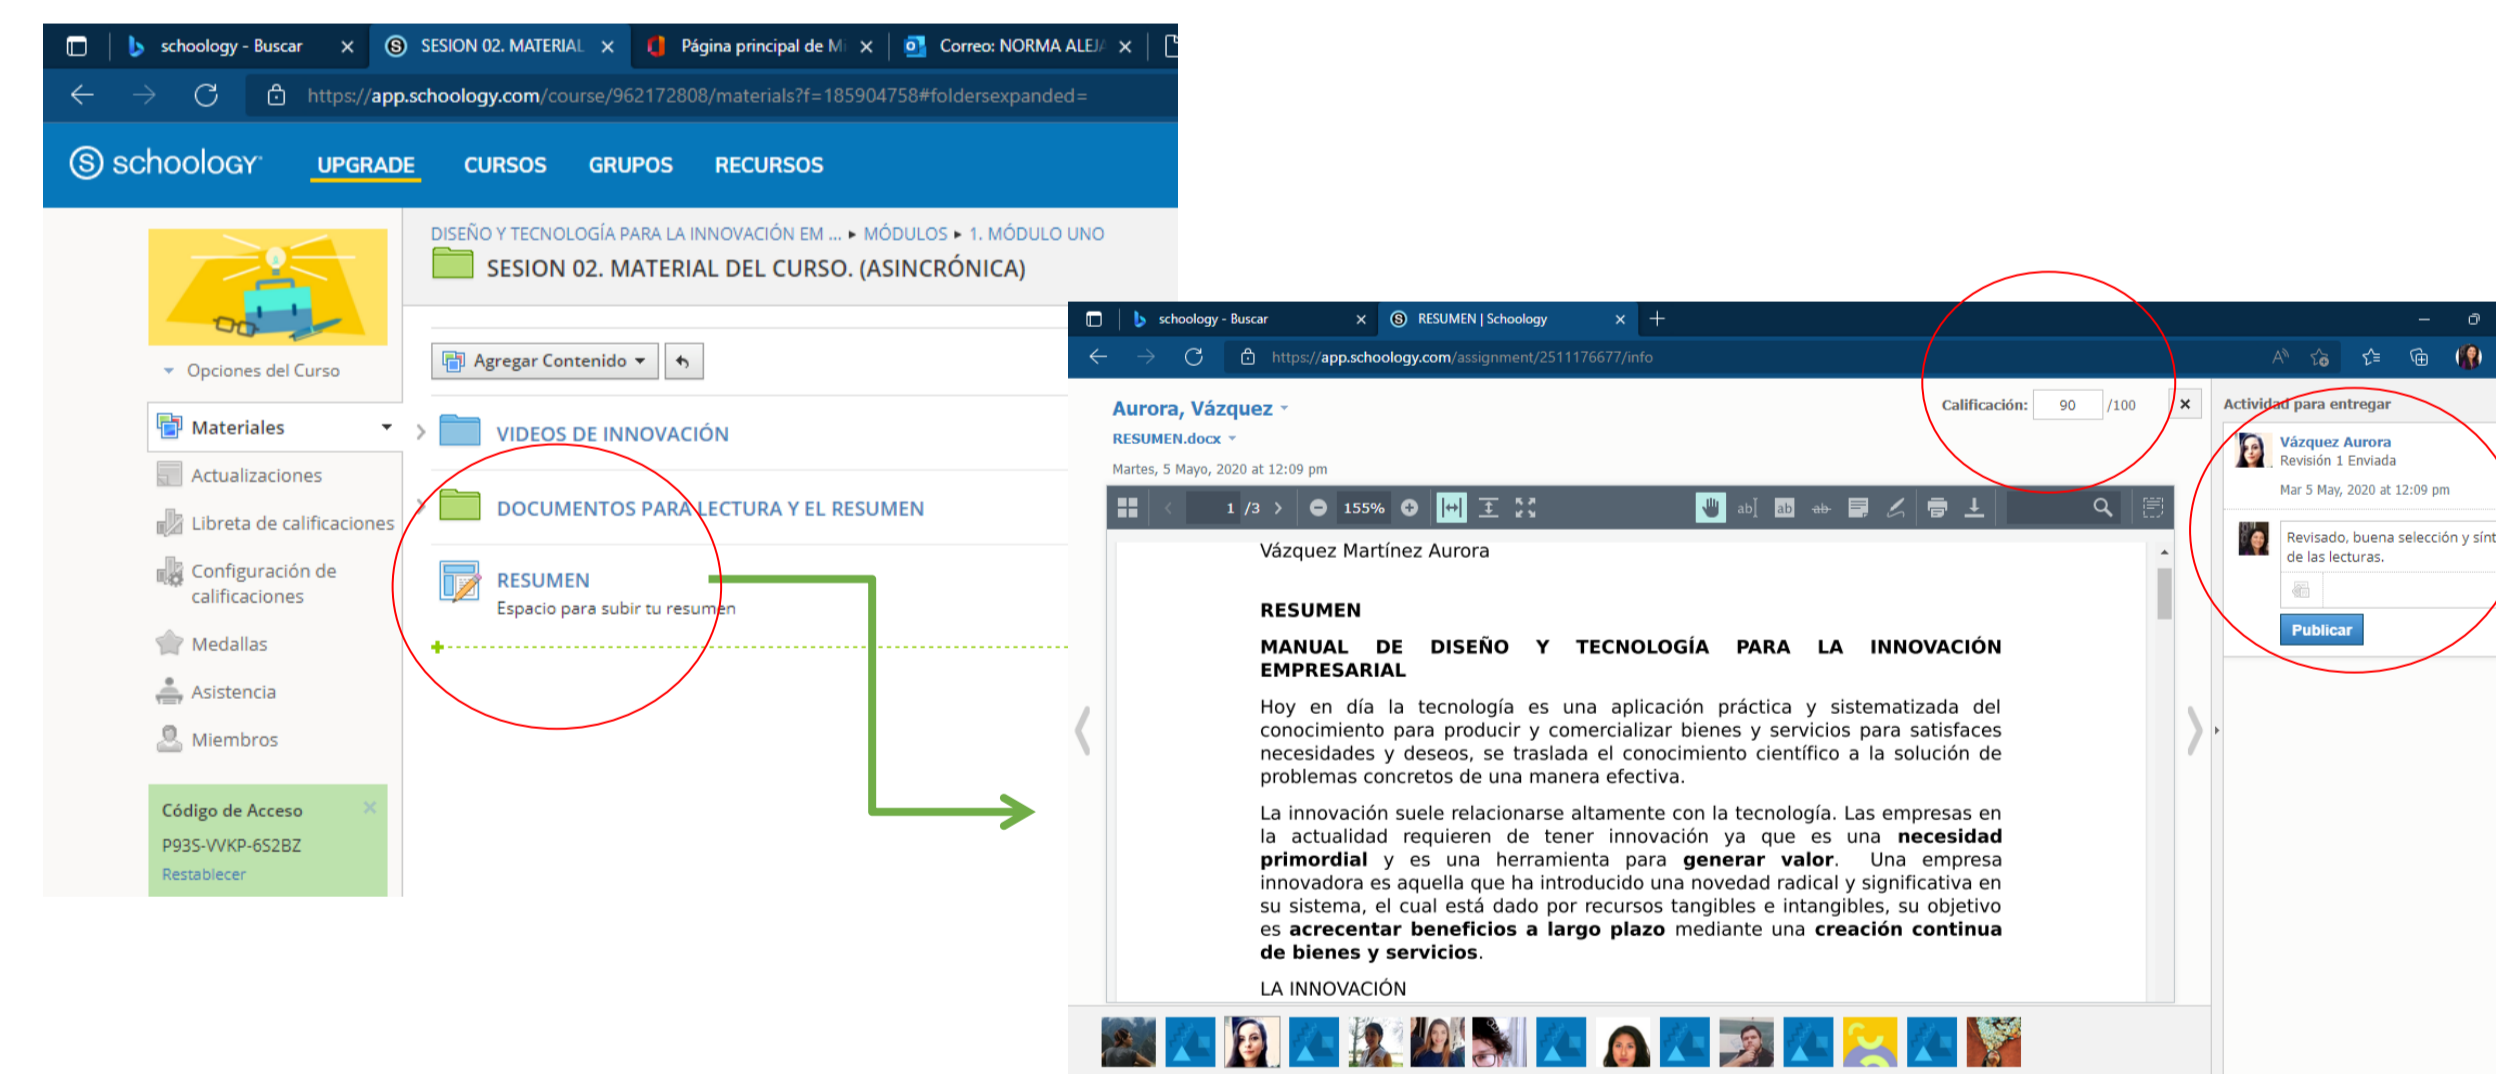 schoology - Buscar
SESION 02. MATERIAL
Página principal de Mi
Correo: NORMA ALEJA
https://app.schoology.com/course/962172808/materials?f=185904758#foldersexpanded=
schoology
UPGRADE
CURSOS
GRUPOS
RECURSOS
DISEÑO Y TECNOLOGÍA PARA LA INNOVACIÓN EM ... ▸ MÓDULOS ▸ 1. MÓDULO UNO
SESION 02. MATERIAL DEL CURSO. (ASINCRÓNICA)
Opciones del Curso
Materiales
Actualizaciones
Libreta de calificaciones
Configuración de
calificaciones
Medallas
Asistencia
Miembros
Código de Acceso
P93S-VVKP-6S2BZ
Restablecer
Agregar Contenido
VIDEOS DE INNOVACIÓN
DOCUMENTOS PARA LECTURA Y EL RESUMEN
RESUMEN
Espacio para subir tu resumen
schoology - Buscar
RESUMEN | Schoology
https://app.schoology.com/assignment/2511176677/info
Aurora, Vázquez
RESUMEN.docx
Martes, 5 Mayo, 2020 at 12:09 pm
Calificación: 90 /100
1 /3
155%
Vázquez Martínez Aurora
RESUMEN
MANUAL DE DISEÑO Y TECNOLOGÍA PARA LA INNOVACIÓN
EMPRESARIAL
Hoy en día la tecnología es una aplicación práctica y sistematizada del
conocimiento para producir y comercializar bienes y servicios para satisfaces
necesidades y deseos, se traslada el conocimiento científico a la solución de
problemas concretos de una manera efectiva.
La innovación suele relacionarse altamente con la tecnología. Las empresas en
la actualidad requieren de tener innovación ya que es una necesidad
primordial y es una herramienta para generar valor. Una empresa
innovadora es aquella que ha introducido una novedad radical y significativa en
su sistema, el cual está dado por recursos tangibles e intangibles, su objetivo
es acrecentar beneficios a largo plazo mediante una creación continua
de bienes y servicios.
LA INNOVACIÓN
Actividad para entregar
Vázquez Aurora
Revisión 1 Enviada
Mar 5 May, 2020 at 12:09 pm
Revisado, buena selección y sínt
de las lecturas.
Publicar